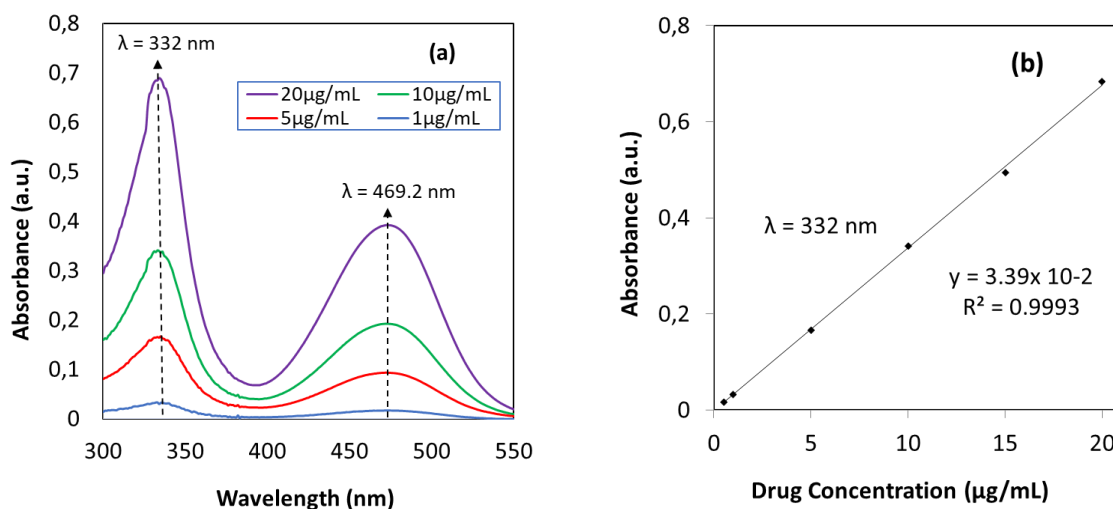 0,8
0,7
0,6
0,5
0,4
0,3
0,2
0,1
0
Absorbance (a.u.)
λ = 332 nm
(a)
20µg/mL 10µg/mL
5µg/mL 1µg/mL
λ = 469.2 nm
300 350 400 450 500 550
Wavelength (nm)
0,8
0,6
0,4
0,2
0
Absorbance (a.u.)
(b)
λ = 332 nm
y = 3.39x 10-2
R² = 0.9993
0 5 10 15 20
Drug Concentration (µg/mL)